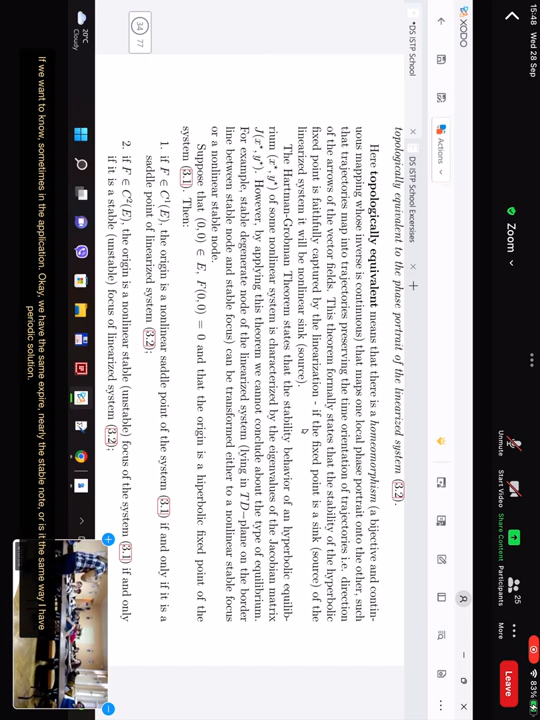 15:48 Wed 28 Sep
Zoom
83%
Unmute
Start Video
Share Content
25
Participants
More
Leave
XODO
*DS ISTP School
DS ISTP School Excersises
Actions
topologically equivalent to the phase portrait of the linearized system (3.2).
Here topologically equivalent means that there is a homeomorphism (a bijective and contin-
uous mapping whose inverse is continuous) that maps one local phase portrait onto the other, such
that trajectories map into trajectories preserving the time orientation of trajectories i.e. direction
of the arrows of the vector fields. This theorem formally states that the stability of the hyperbolic
fixed point is faithfully captured by the linearization - if the fixed point is a sink (source) of the
linearized system it will be nonlinear sink (source).
The Hartman-Grobman Theorem states that the stability behavior of an hyperbolic equilib-
rium (x*, y*) of some nonlinear system is characterized by the eigenvalues of the Jacobian matrix
J(x*, y*). However, by applying this theorem we cannot conclude about the type of equilibrium.
For example, stable degenerate node of the linearized system (lying in TD−plane on the border
line between stable node and stable focus) can be transformed either to a nonlinear stable focus
or a nonlinear stable node.
Suppose that (0, 0) ∈ E, F(0, 0) = 0 and that the origin is a hiperbolic fixed point of the
system (3.1). Then:
1. if F ∈ C¹(E), the origin is a nonlinear saddle point of the system (3.1) if and only if it is a
saddle point of linearized system (3.2);
2. if F ∈ C²(E), the origin is a nonlinear stable (unstable) focus of the system (3.1) if and only
if it is a stable (unstable) focus of linearized system (3.2);
34 77
20°C
Cloudy
If we want to know, sometimes in the application. Okay, we have the same expire, nearly the stable note, or is it the same way I have
periodic solution.